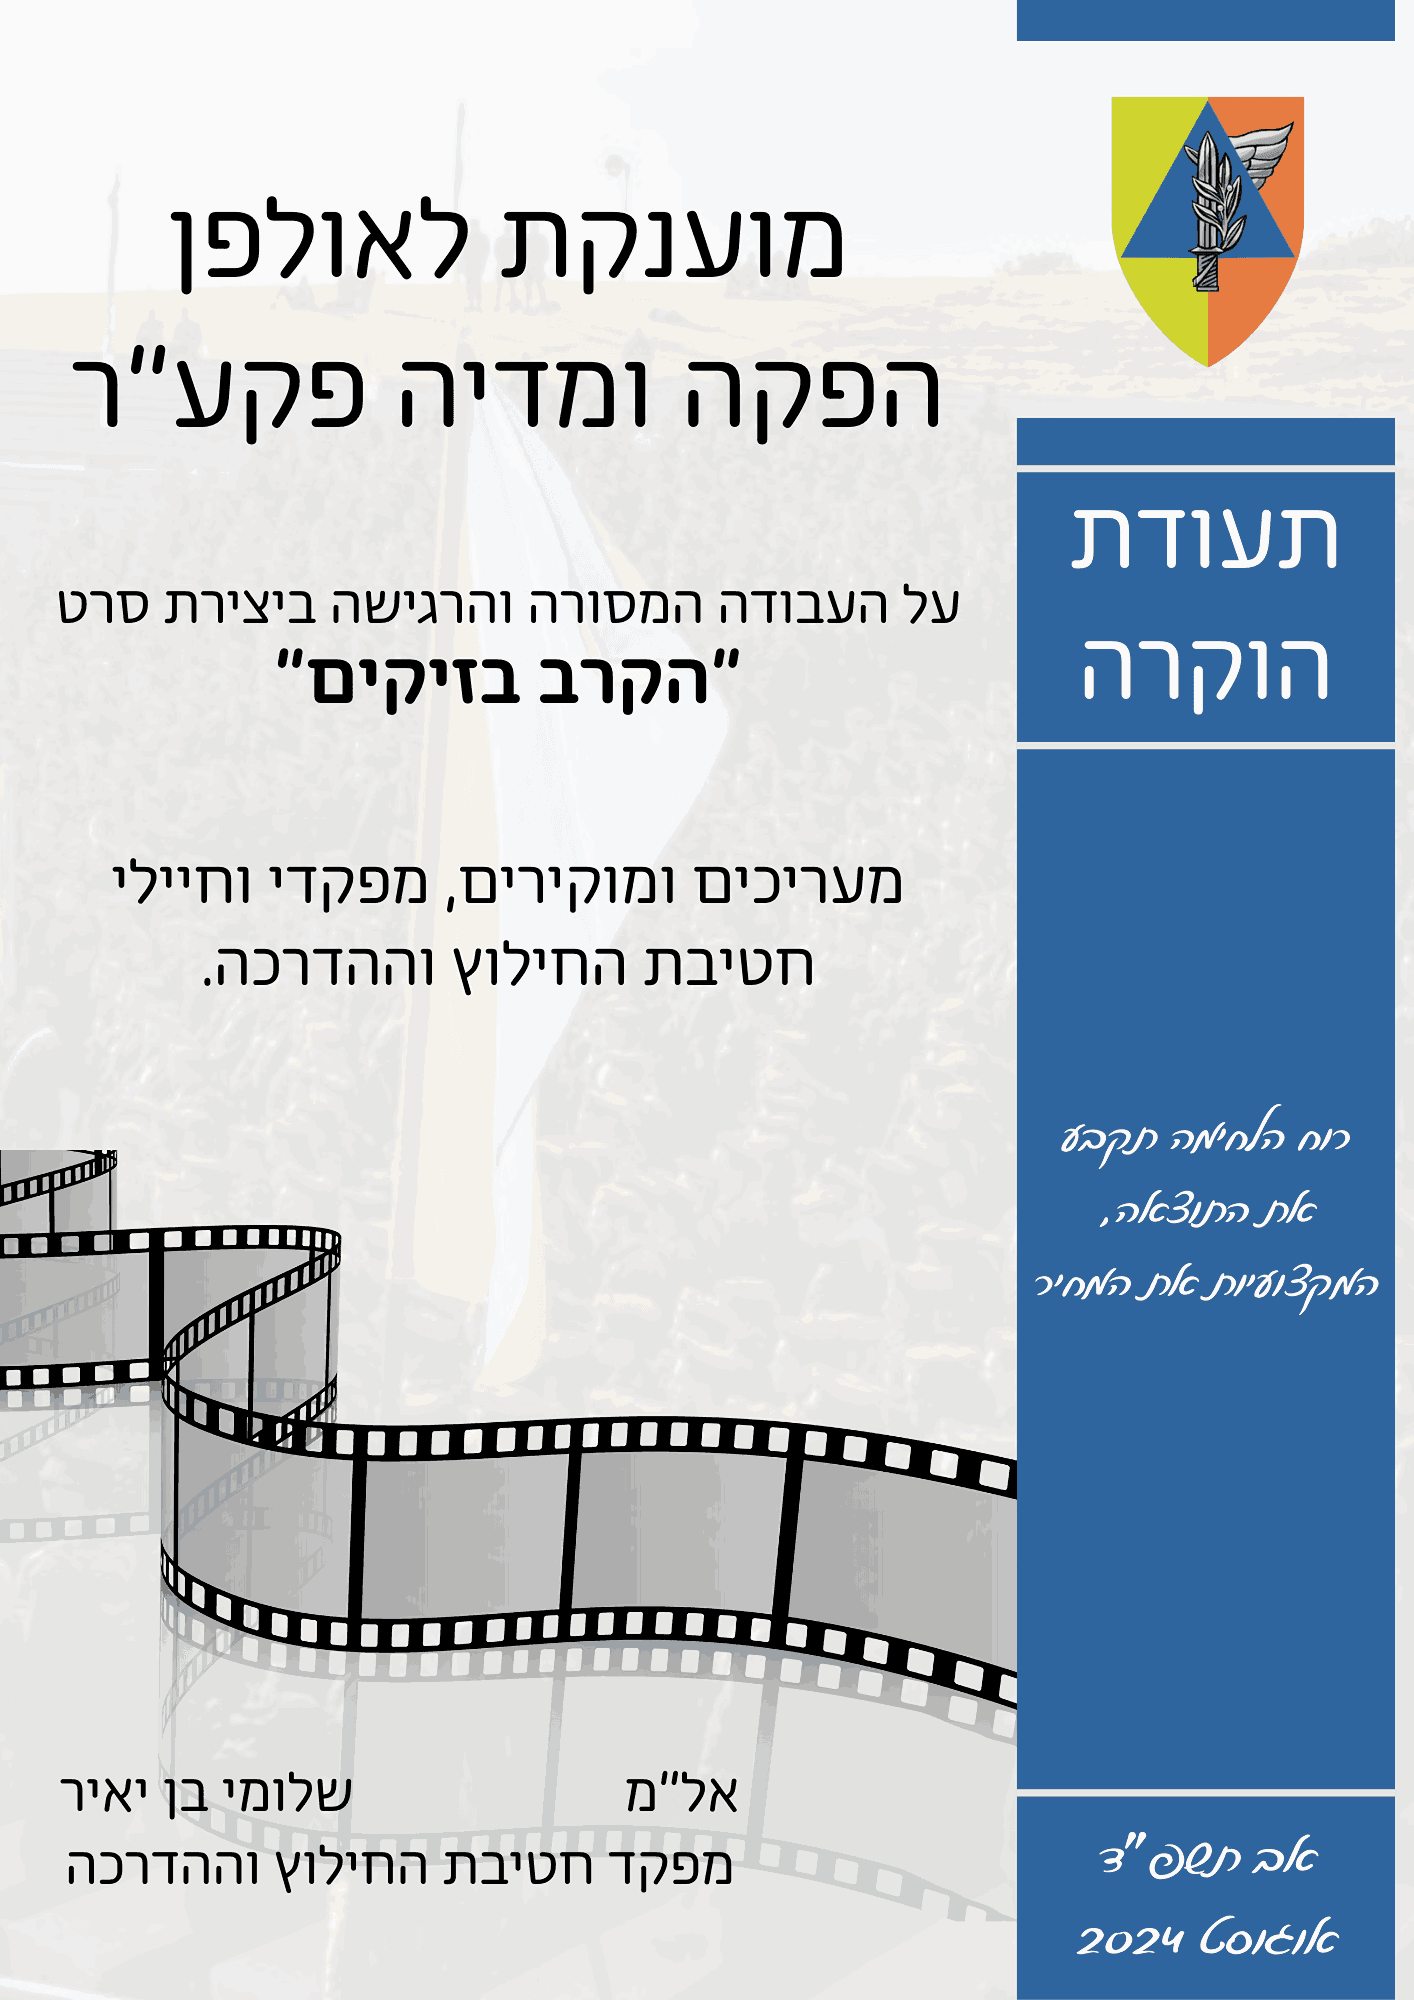 מוענקת לאולפן
הפקה ומדיה פקע"ר
על העבודה המסורה והרגישה ביצירת סרט
"הקרב בזיקים"
מעריכים ומוקירים, מפקדי וחיילי
חטיבת החילוץ וההדרכה.
אל"מ שלומי בן יאיר
מפקד חטיבת החילוץ וההדרכה
תעודת
הוקרה
רוח הלחימה תקבע
את התוצאה,
המקצועיות את המחיר
אב תשפ"ד
אוגוסט 2024